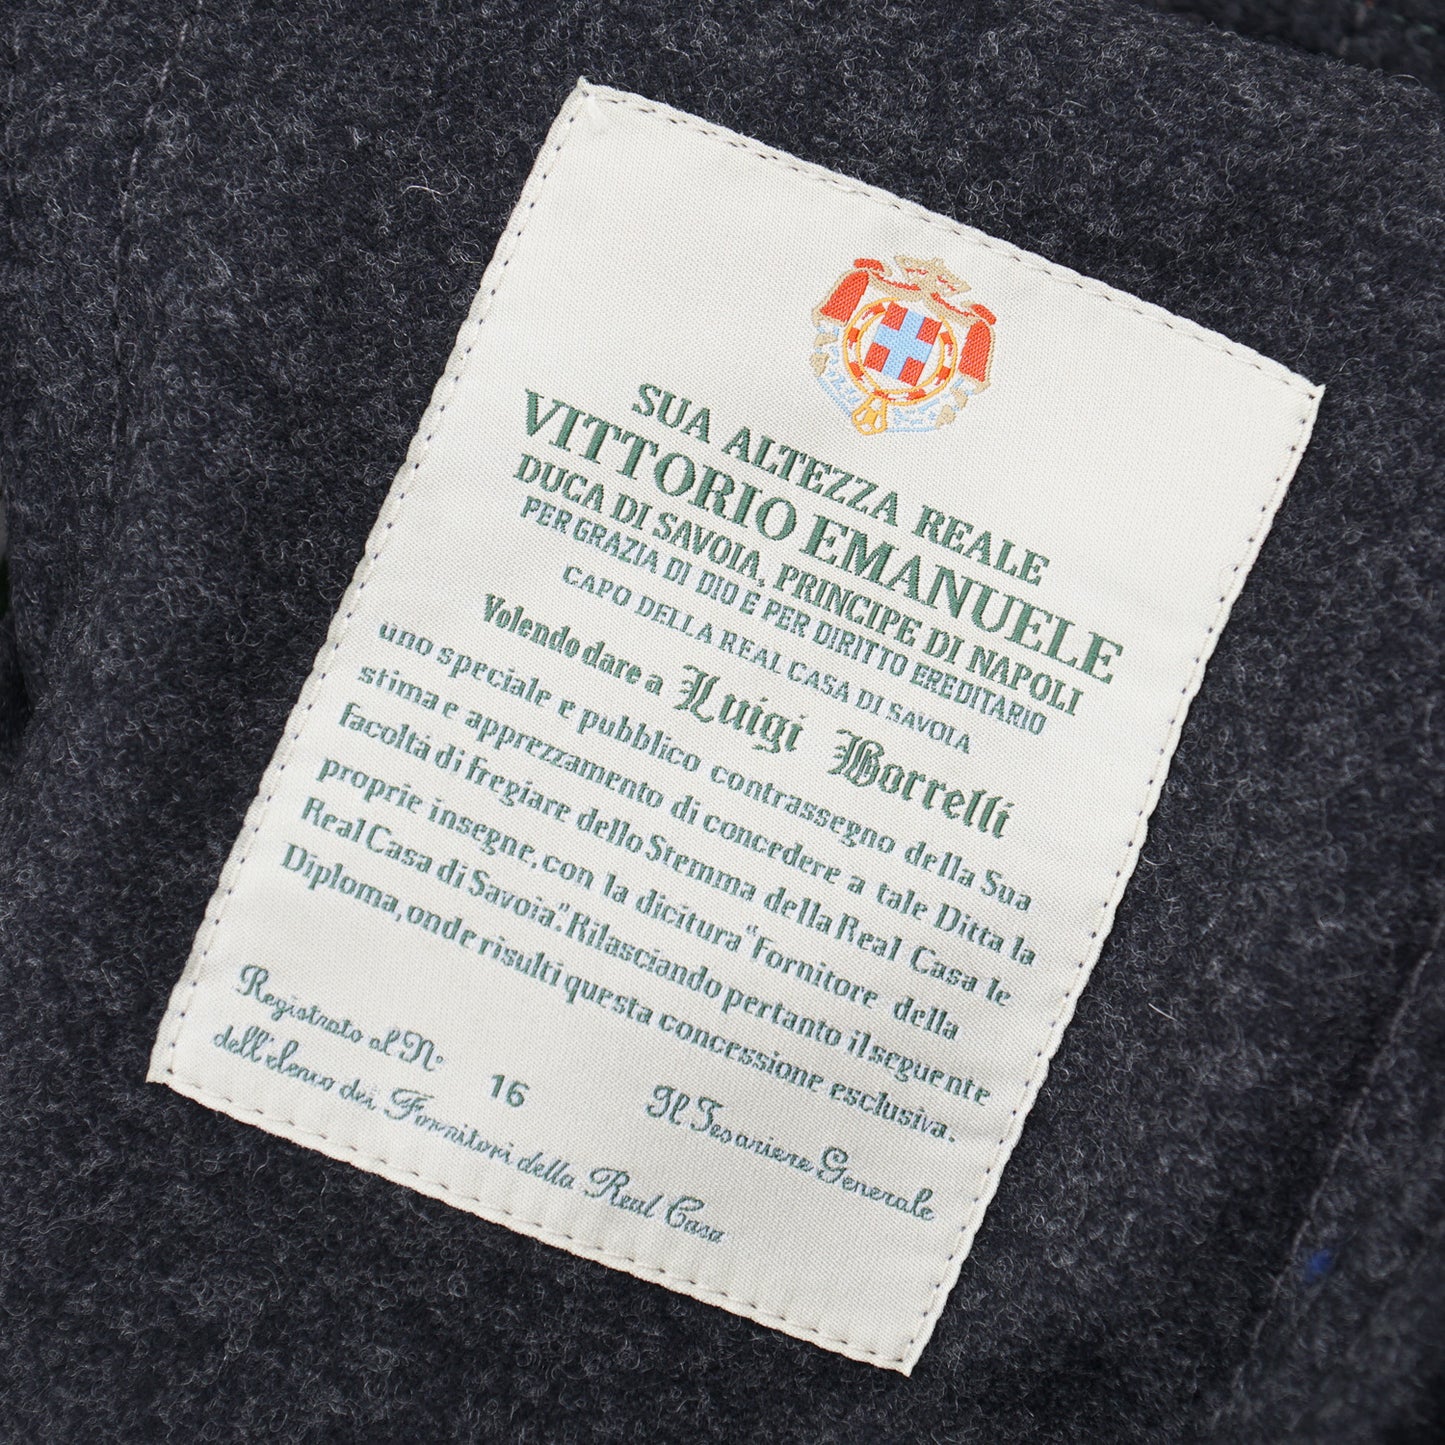 SUA ALTEZZA REALE
VITTORIO EMANUELE
DUCA DI SAVOIA, PRINCIPE DI NAPOLI
PER GRAZIA DI DIO E PER DIRITTO EREDITARIO
CAPO DELLA REAL CASA DI SAVOIA
Volendo dare a Luigi Borrelli
uno speciale e pubblico contrassegno della Sua
stima e apprezzamento di concedere a tale Ditta la
facoltá di fregiare dello Stemma della Real Casa le
proprie insegne, con la dicitura "Fornitore della
Real Casa di Savoia". Rilasciando pertanto il seguente
Diploma, onde risulti questa concessione esclusiva.
Registrato al No 16 Il Tesoriere Generale
dell'elenco dei Fornitori della Real Casa